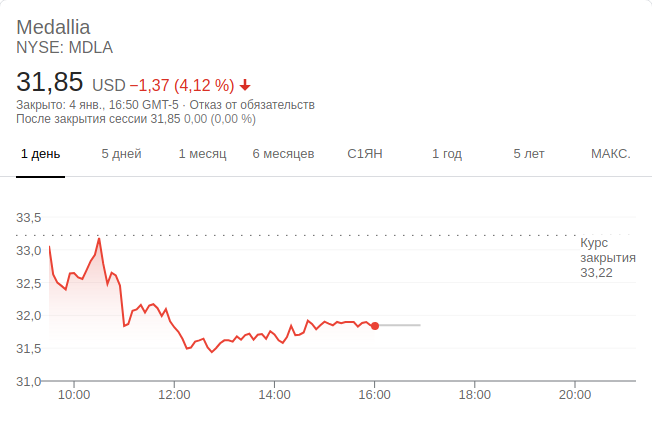 Medallia
NYSE: MDLA
31,85 USD −1,37 (4,12 %)
Закрыто: 4 янв., 16:50 GMT-5 · Отказ от обязательств
После закрытия сессии 31,85 0,00 (0,00 %)
1 день 5 дней 1 месяц 6 месяцев С1ЯН 1 год 5 лет МАКС.
33,5
33,0
32,5
32,0
31,5
31,0
Курс
закрытия
33,22
10:00 12:00 14:00 16:00 18:00 20:00